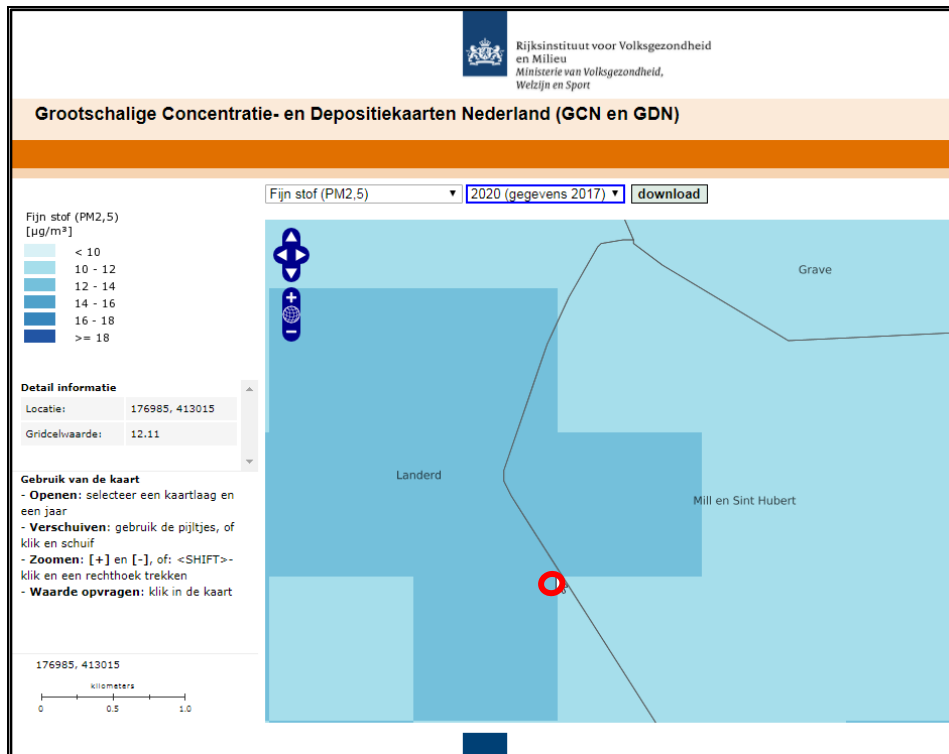 Rijksinstituut voor Volksgezondheid
en Milieu
Ministerie van Volksgezondheid,
Welzijn en Sport
Grootschalige Concentratie- en Depositiekaarten Nederland (GCN en GDN)
Fijn stof (PM2,5)
2020 (gegevens 2017)
download
Fijn stof (PM2,5)
[µg/m³]
< 10
10 - 12
12 - 14
14 - 16
16 - 18
>= 18
Grave
Landerd
Mill en Sint Hubert
Detail informatie
Locatie: 176985, 413015
Gridcelwaarde: 12.11
Gebruik van de kaart
- Openen: selecteer een kaartlaag en
een jaar
- Verschuiven: gebruik de pijltjes, of
klik en schuif
- Zoomen: [+] en [-], of: <SHIFT>-
klik en een rechthoek trekken
- Waarde opvragen: klik in de kaart
176985, 413015
kilometers
0 0.5 1.0